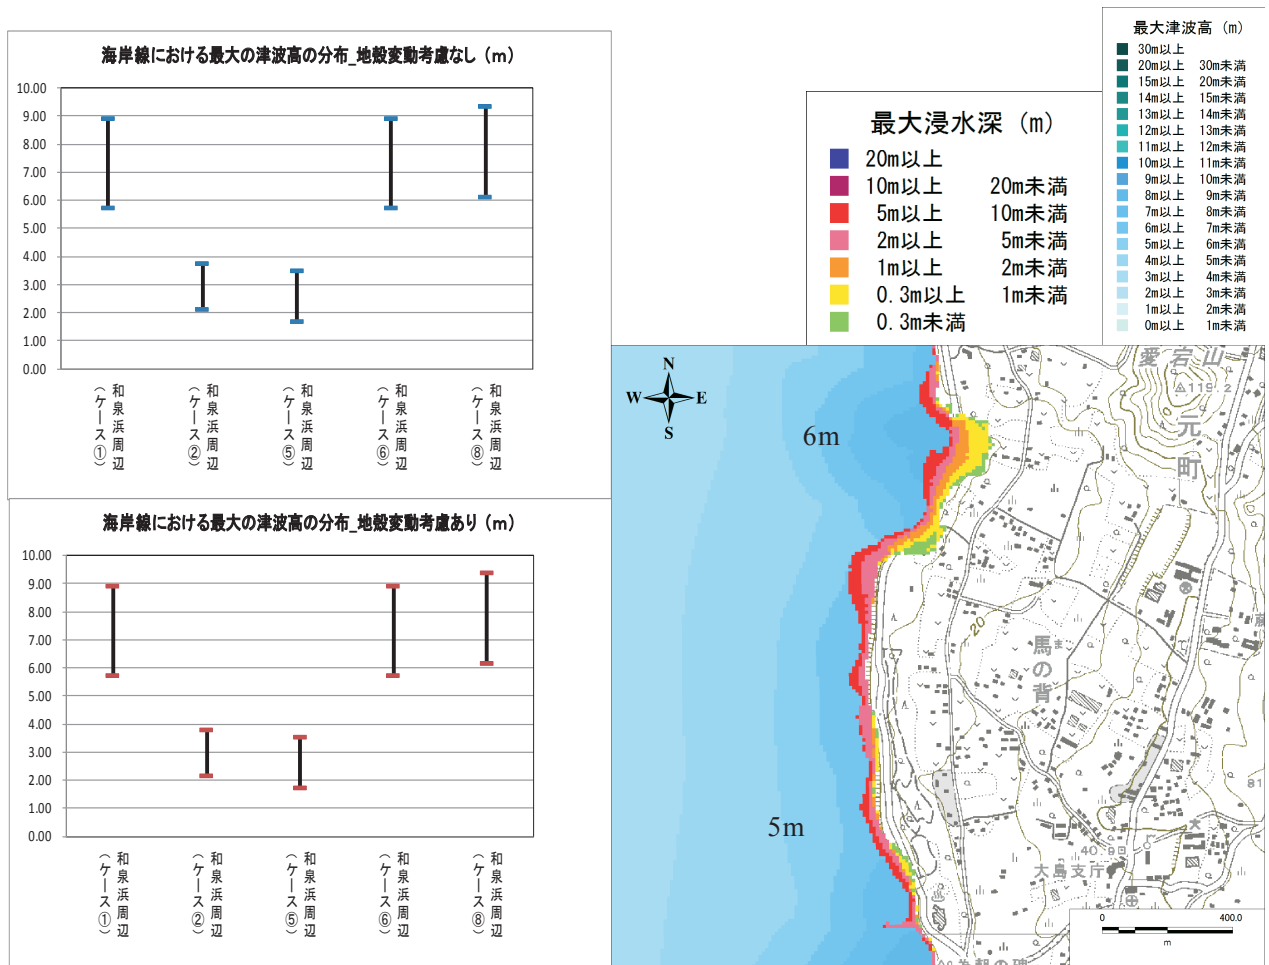 海岸線における最大の津波高の分布_地殻変動考慮なし（m）
10.00
9.00
8.00
7.00
6.00
5.00
4.00
3.00
2.00
1.00
0.00
和泉浜周辺
（ケース①）
和泉浜周辺
（ケース②）
和泉浜周辺
（ケース⑤）
和泉浜周辺
（ケース⑥）
和泉浜周辺
（ケース⑧）
海岸線における最大の津波高の分布_地殻変動考慮あり（m）
10.00
9.00
8.00
7.00
6.00
5.00
4.00
3.00
2.00
1.00
0.00
和泉浜周辺
（ケース①）
和泉浜周辺
（ケース②）
和泉浜周辺
（ケース⑤）
和泉浜周辺
（ケース⑥）
和泉浜周辺
（ケース⑧）
最大浸水深（m）
20m以上
10m以上 20m未満
5m以上 10m未満
2m以上 5m未満
1m以上 2m未満
0.3m以上 1m未満
0.3m未満
最大津波高（m）
30m以上
20m以上 30m未満
15m以上 20m未満
14m以上 15m未満
13m以上 14m未満
12m以上 13m未満
11m以上 12m未満
10m以上 11m未満
9m以上 10m未満
8m以上 9m未満
7m以上 8m未満
6m以上 7m未満
5m以上 6m未満
4m以上 5m未満
3m以上 4m未満
2m以上 3m未満
1m以上 2m未満
0m以上 1m未満
N
W E
S
6m
5m
愛宕山
119.2
元町
20
馬の背
ま
藤
81
大
40.9
大島支庁
為朝の碑
0 400.0
m